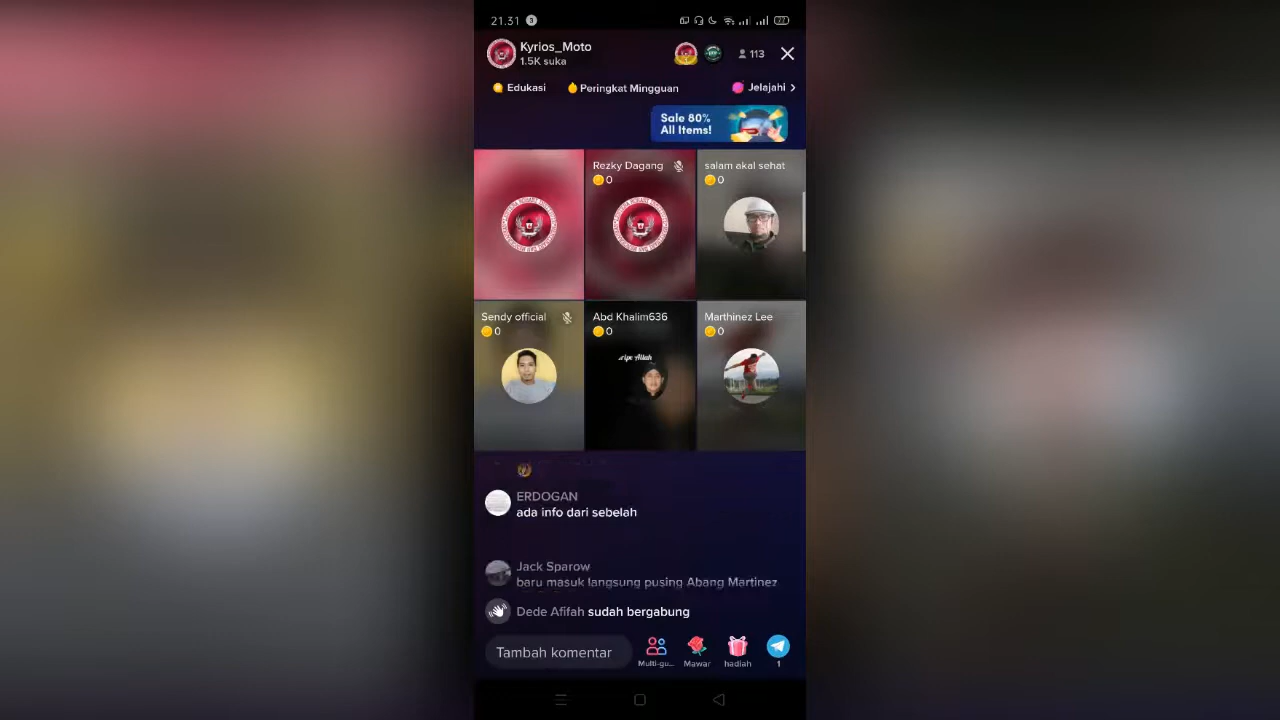 21.31
Kyrios_Moto
1.5K suka
113
Edukasi
Peringkat Mingguan
Jelajahi
Sale 80%
All Items!
Rezky Dagang
0
salam akal sehat
0
Sendy official
0
Abd Khalim636
0
Marthinez Lee
0
ERDOGAN
ada info dari sebelah
Jack Sparow
baru masuk langsung pusing Abang Martinez
Dede Afifah sudah bergabung
Tambah komentar
Multi-gu...
Mawar
hadiah
1